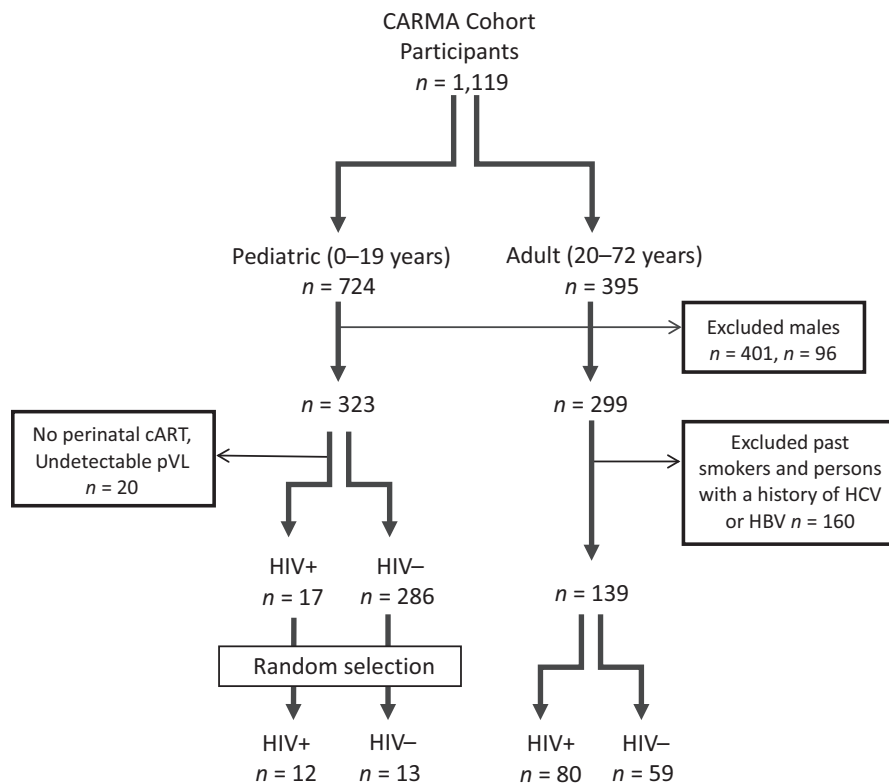 CARMA Cohort
Participants
n = 1,119
Pediatric (0–19 years)
n = 724
Adult (20–72 years)
n = 395
Excluded males
n = 401, n = 96
n = 323
n = 299
No perinatal cART,
Undetectable pVL
n = 20
Excluded past
smokers and persons
with a history of HCV
or HBV n = 160
HIV+
n = 17
HIV–
n = 286
n = 139
Random selection
HIV+
n = 12
HIV–
n = 13
HIV+
n = 80
HIV–
n = 59